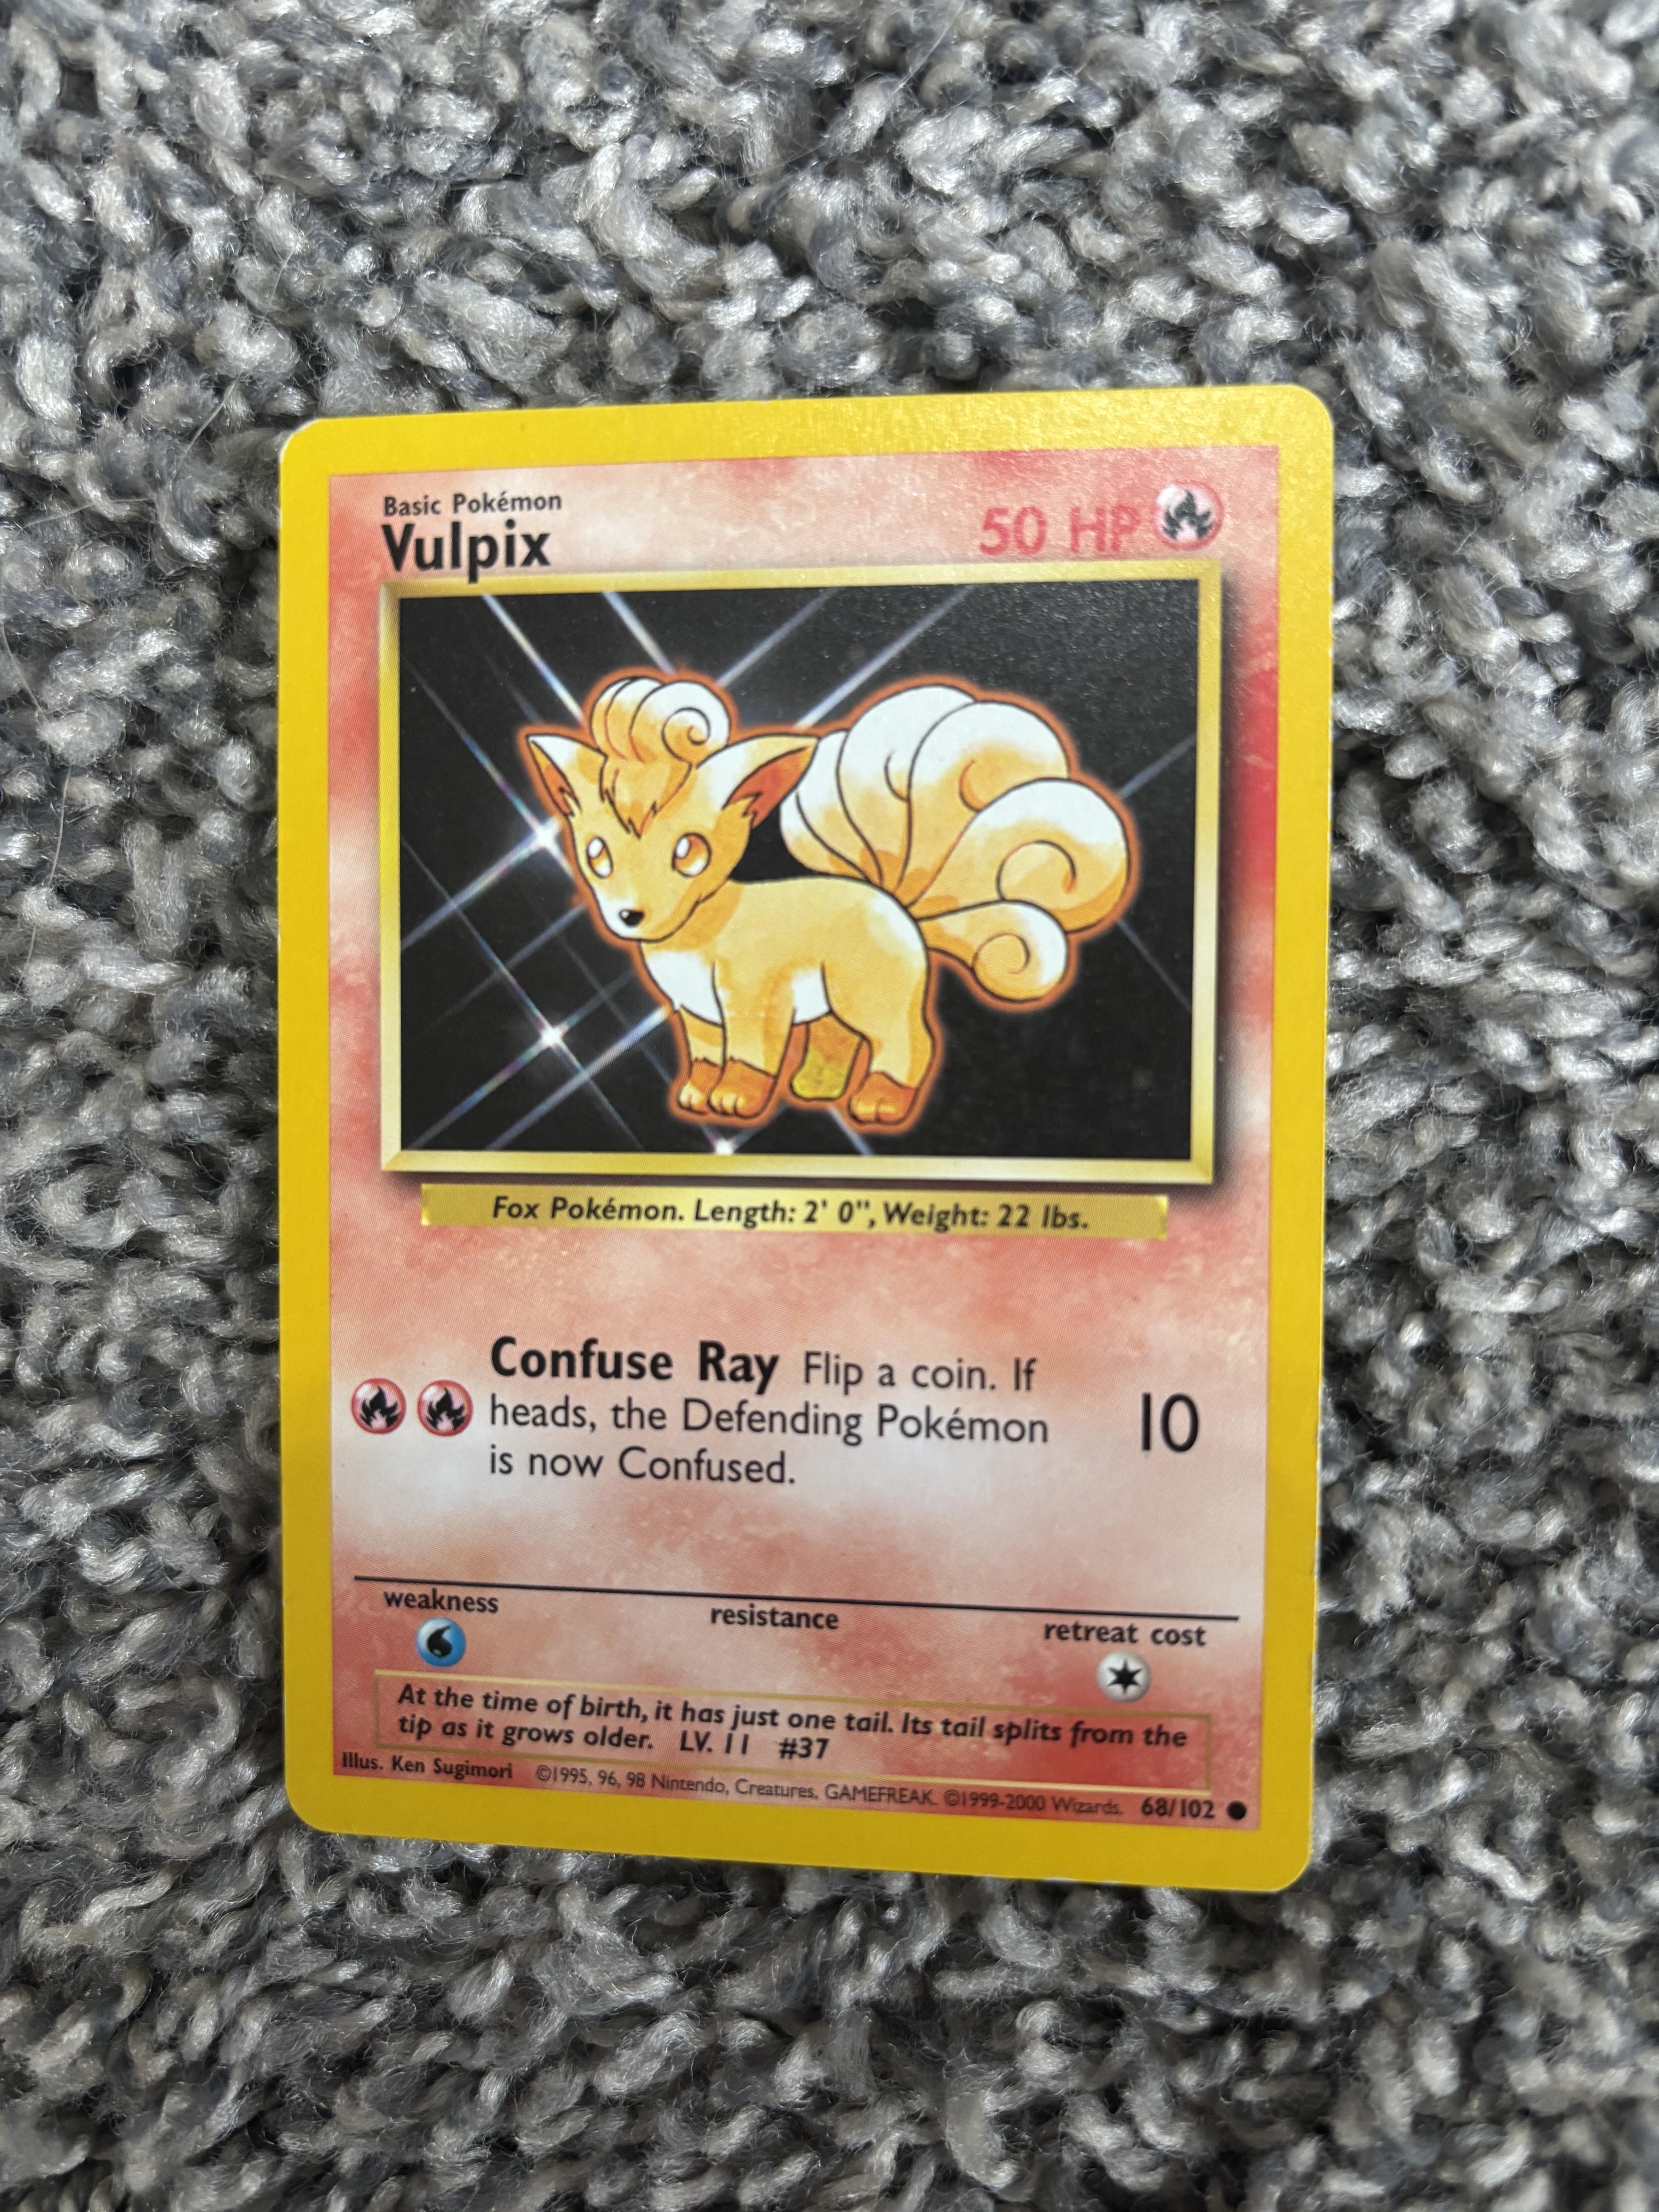 Basic Pokémon
Vulpix
50 HP
Fox Pokémon. Length: 2' 0", Weight: 22 lbs.
Confuse Ray Flip a coin. If
heads, the Defending Pokémon
is now Confused.
10
weakness
resistance
retreat cost
At the time of birth, it has just one tail. Its tail splits from the
tip as it grows older. LV. 11 #37
Illus. Ken Sugimori ©1995, 96, 98 Nintendo, Creatures, GAMEFREAK. ©1999-2000 Wizards. 68/102